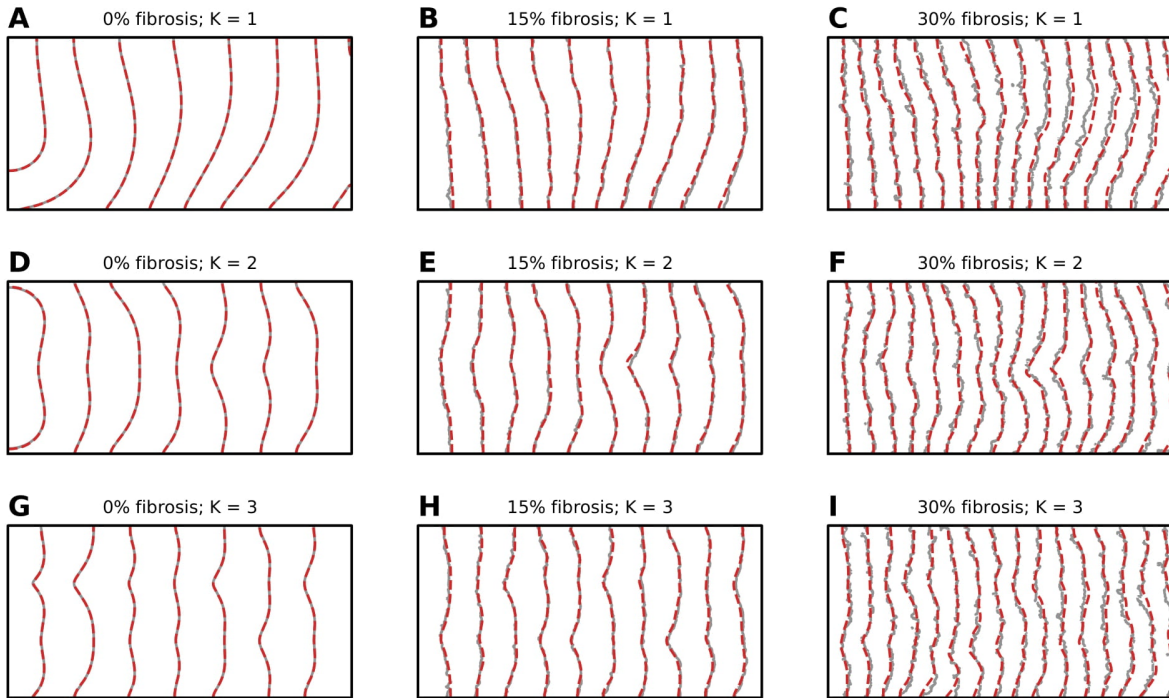 A 0% fibrosis; K = 1
B 15% fibrosis; K = 1
C 30% fibrosis; K = 1
D 0% fibrosis; K = 2
E 15% fibrosis; K = 2
F 30% fibrosis; K = 2
G 0% fibrosis; K = 3
H 15% fibrosis; K = 3
I 30% fibrosis; K = 3